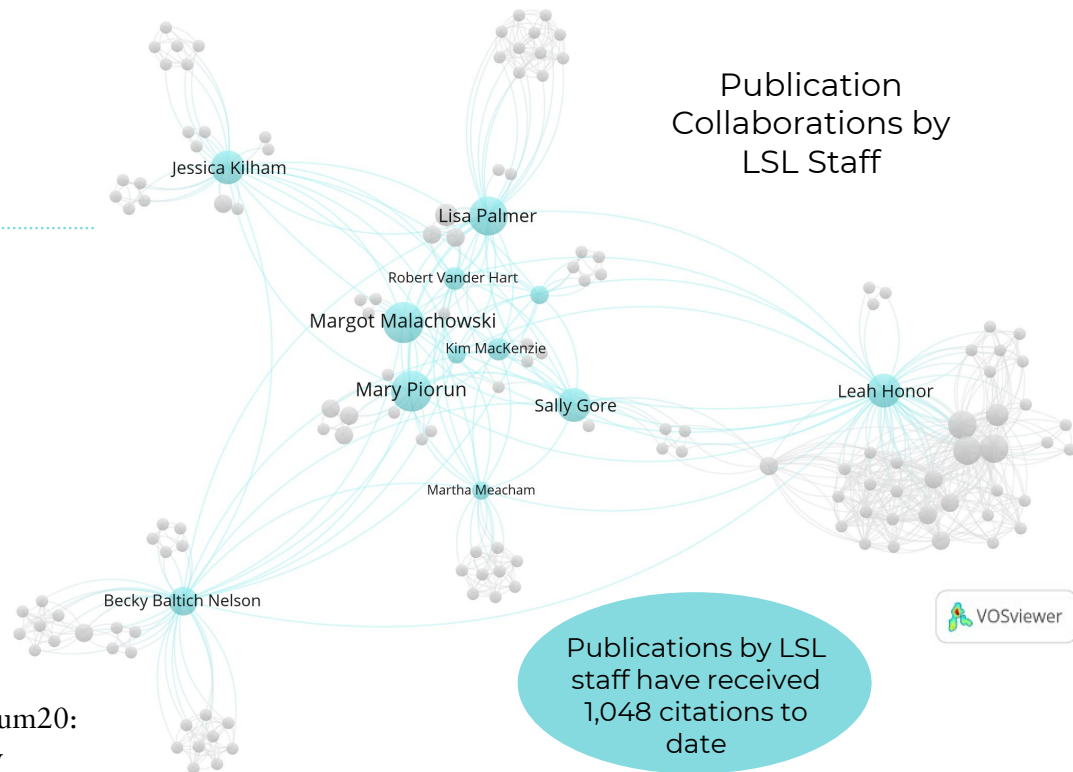 Publication
Collaborations by
LSL Staff
Jessica Kilham
Lisa Palmer
Robert Vander Hart
Margot Malachowski
Kim MacKenzie
Mary Piorun
Sally Gore
Leah Honor
Martha Meacham
Becky Baltich Nelson
VOSviewer
Publications by LSL
staff have received
1,048 citations to
date
um20: